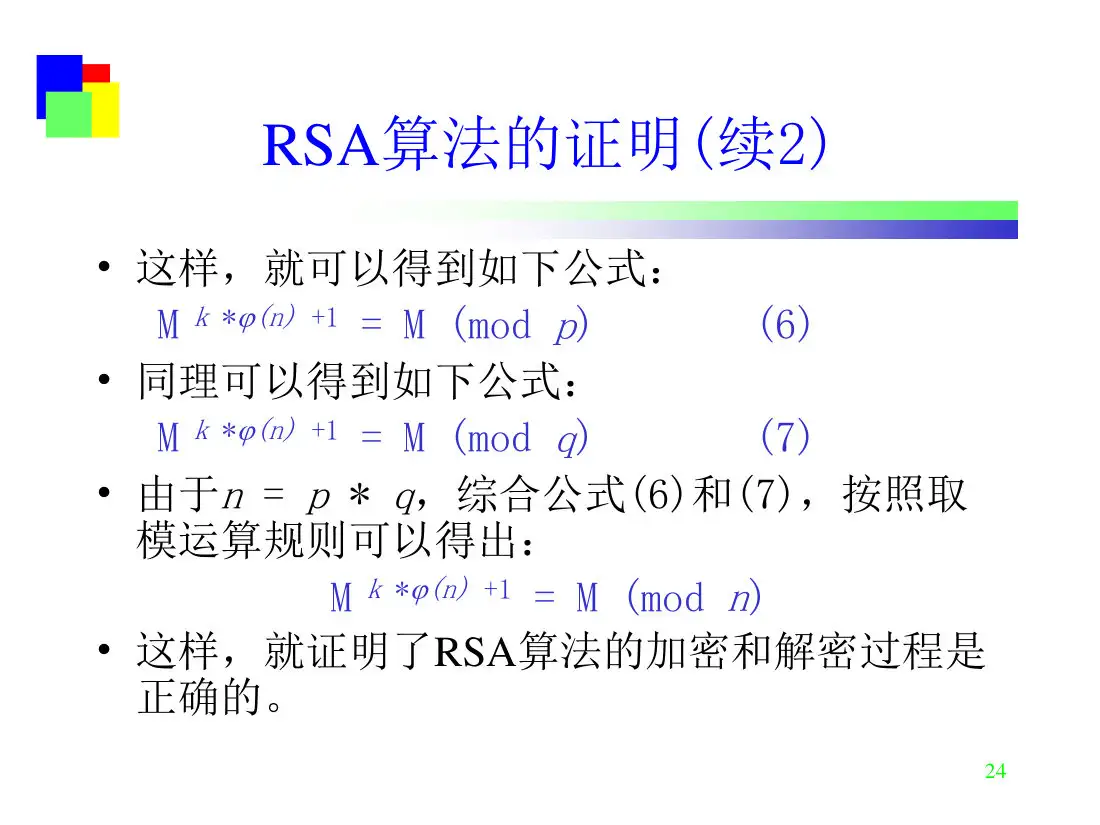 RSA算法的证明(续2)
• 这样，就可以得到如下公式：
M k *φ(n) +1 = M (mod p) (6)
• 同理可以得到如下公式：
M k *φ(n) +1 = M (mod q) (7)
• 由于n = p * q，综合公式(6)和(7)，按照取
模运算规则可以得出：
M k *φ(n) +1 = M (mod n)
• 这样，就证明了RSA算法的加密和解密过程是
正确的。
24